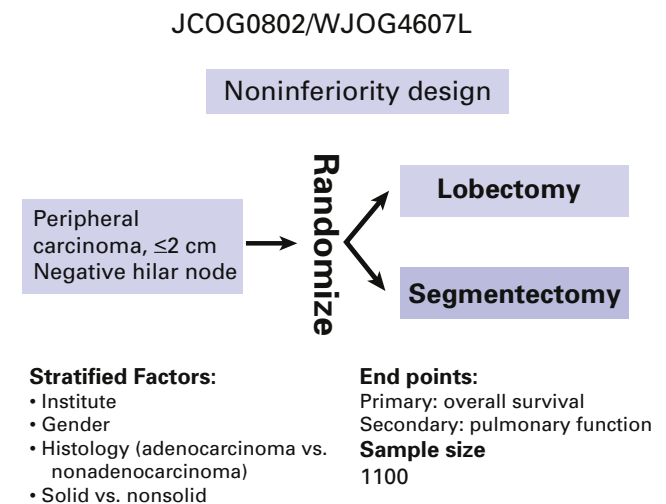 JCOG0802/WJOG4607L
Noninferiority design
Peripheral
carcinoma, ≤2 cm
Negative hilar node
Randomize
Lobectomy
Segmentectomy
Stratified Factors:
• Institute
• Gender
• Histology (adenocarcinoma vs.
nonadenocarcinoma)
• Solid vs. nonsolid
End points:
Primary: overall survival
Secondary: pulmonary function
Sample size
1100